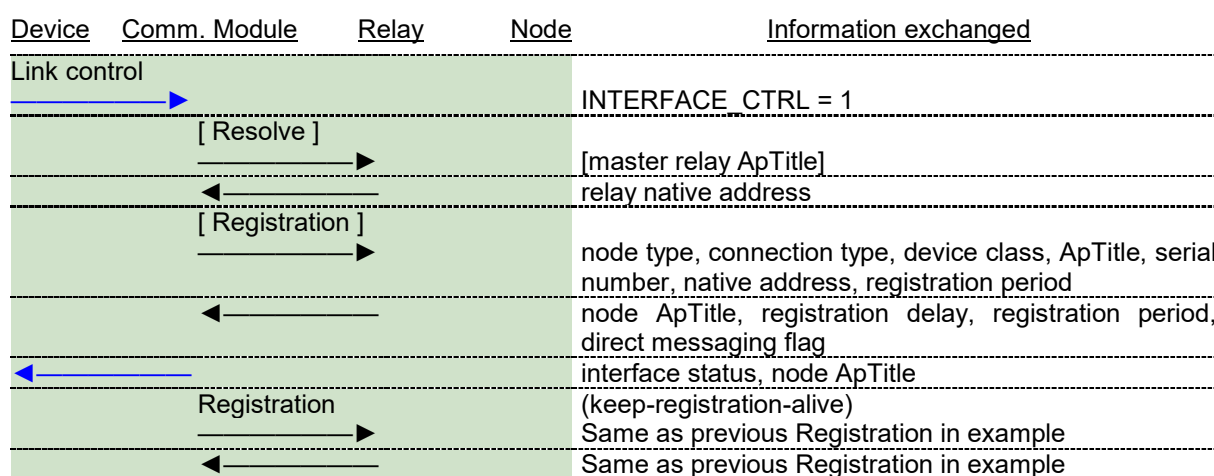 Device Comm. Module Relay Node Information exchanged
Link control
INTERFACE_CTRL = 1
[ Resolve ]
[master relay ApTitle]
relay native address
[ Registration ]
node type, connection type, device class, ApTitle, serial
number, native address, registration period
node ApTitle, registration delay, registration period,
direct messaging flag
interface status, node ApTitle
Registration (keep-registration-alive)
Same as previous Registration in example
Same as previous Registration in example